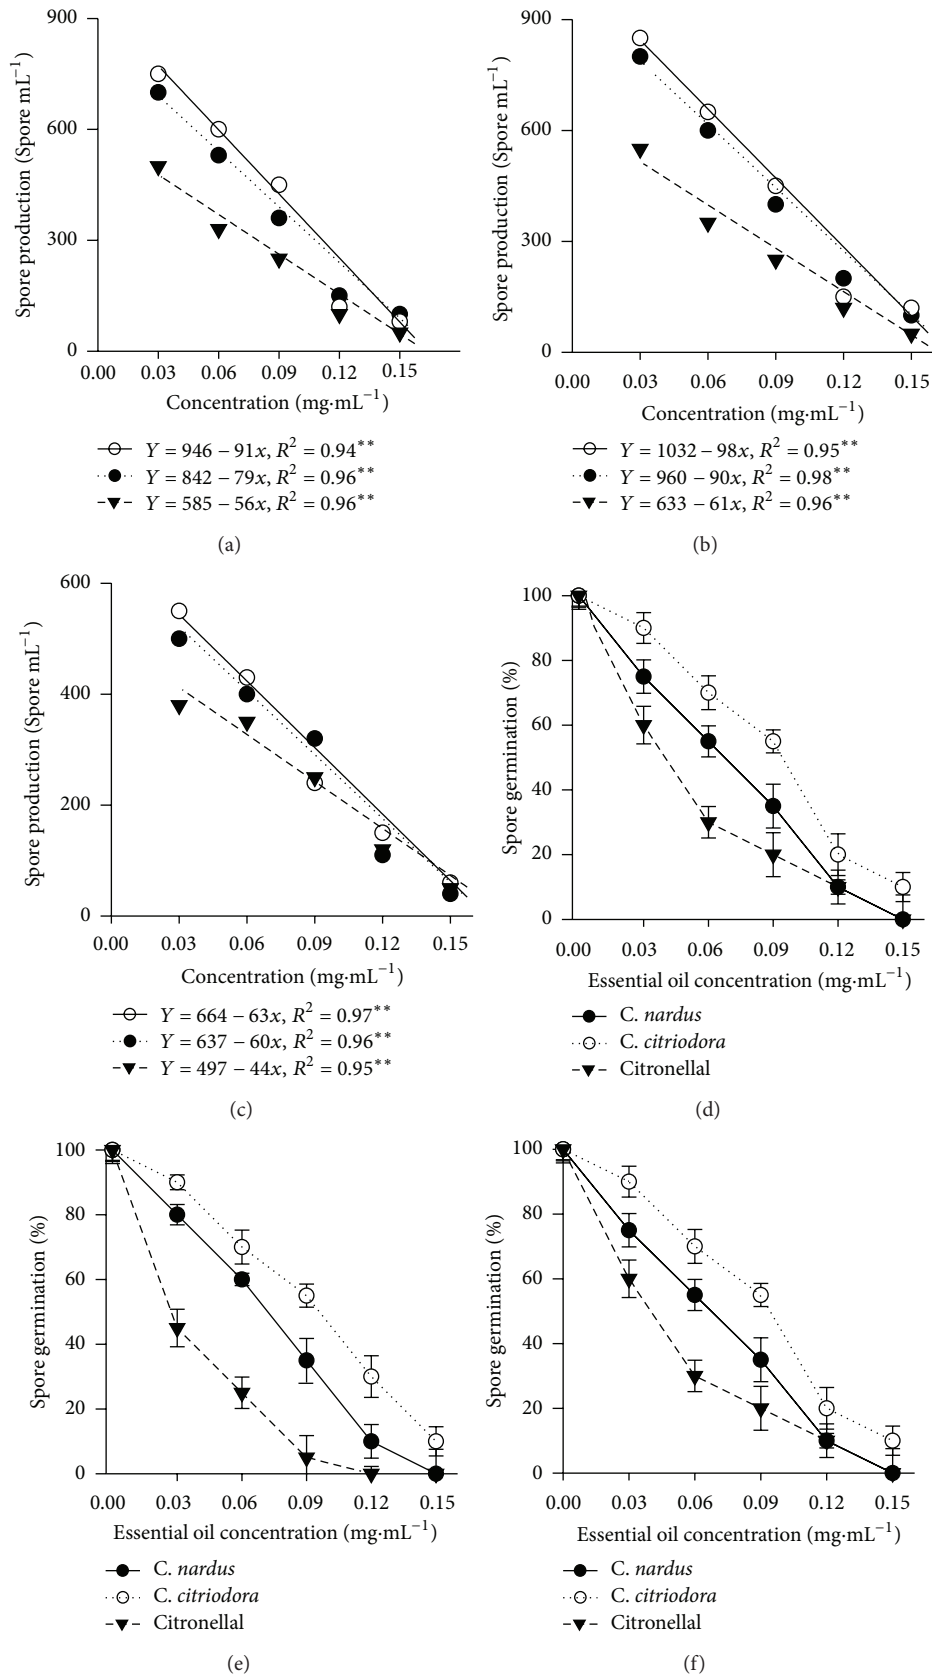 900
600
300
0
Spore production (Spore mL⁻¹)
0.00 0.03 0.06 0.09 0.12 0.15
Concentration (mg·mL⁻¹)
Y = 946 − 91x, R² = 0.94**
Y = 842 − 79x, R² = 0.96**
Y = 585 − 56x, R² = 0.96**
(a)
900
600
300
0
Spore production (Spore mL⁻¹)
0.00 0.03 0.06 0.09 0.12 0.15
Concentration (mg·mL⁻¹)
Y = 1032 − 98x, R² = 0.95**
Y = 960 − 90x, R² = 0.98**
Y = 633 − 61x, R² = 0.96**
(b)
600
400
200
0
Spore production (Spore mL⁻¹)
0.00 0.03 0.06 0.09 0.12 0.15
Concentration (mg·mL⁻¹)
Y = 664 − 63x, R² = 0.97**
Y = 637 − 60x, R² = 0.96**
Y = 497 − 44x, R² = 0.95**
(c)
100
80
60
40
20
0
Spore germination (%)
0.00 0.03 0.06 0.09 0.12 0.15
Essential oil concentration (mg·mL⁻¹)
C. nardus
C. citriodora
Citronellal
(d)
100
80
60
40
20
0
Spore germination (%)
0.00 0.03 0.06 0.09 0.12 0.15
Essential oil concentration (mg·mL⁻¹)
C. nardus
C. citriodora
Citronellal
(e)
100
80
60
40
20
0
Spore germination (%)
0.00 0.03 0.06 0.09 0.12 0.15
Essential oil concentration (mg·mL⁻¹)
C. nardus
C. citriodora
Citronellal
(f)